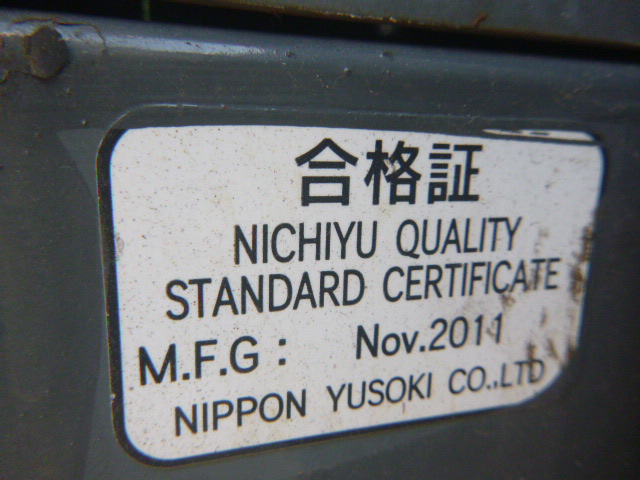 合格証
NICHIYU QUALITY
STANDARD CERTIFICATE
M.F.G : Nov.2011
NIPPON YUSOKI CO.,LTD